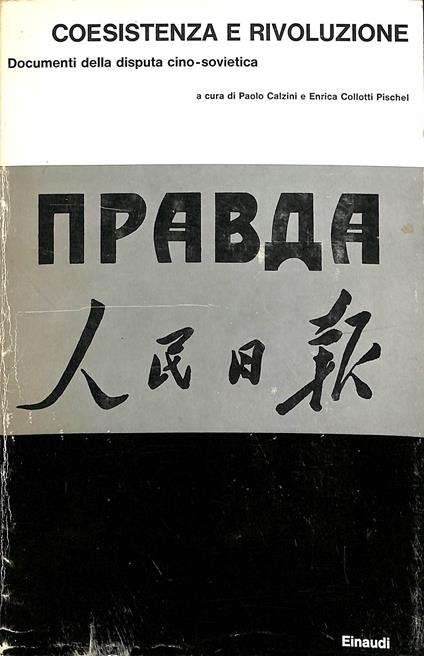 COESISTENZA E RIVOLUZIONE
Documenti della disputa cino-sovietica
a cura di Paolo Calzini e Enrica Collotti Pischel
ПРАВДА
人民日报
Einaudi